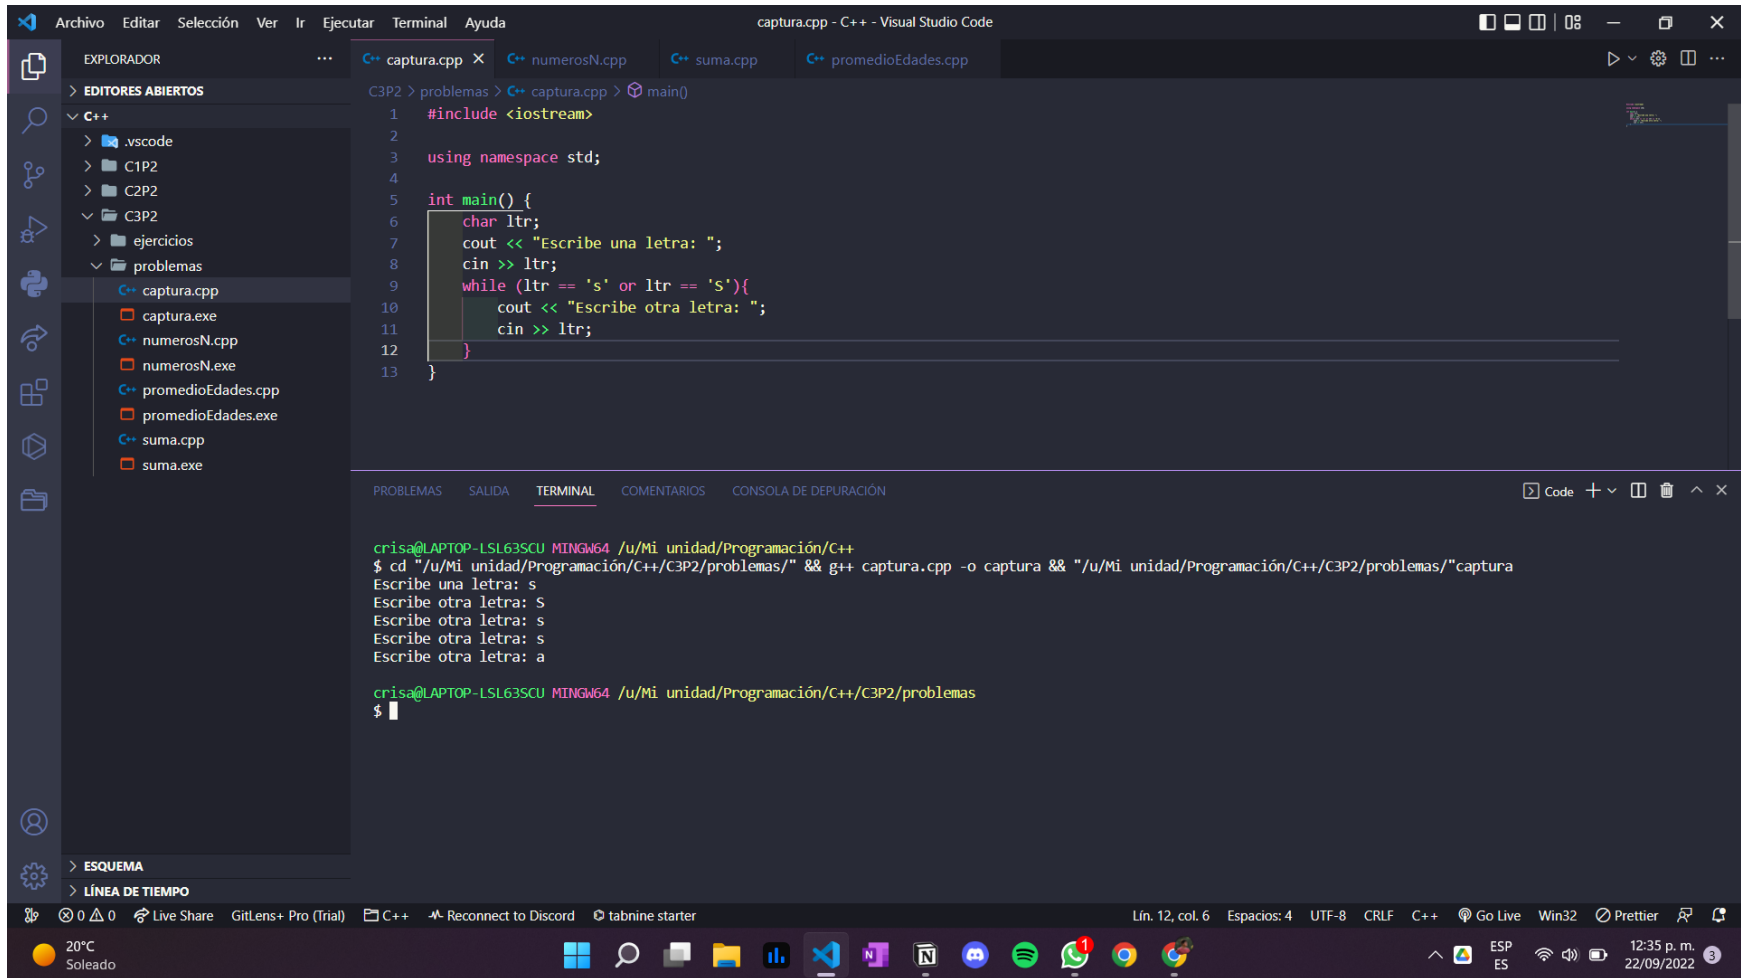 Archivo Editar Selección Ver Ir Ejecutar Terminal Ayuda
captura.cpp - C++ - Visual Studio Code
EXPLORADOR
EDITORES ABIERTOS
C++
.vscode
C1P2
C2P2
C3P2
ejercicios
problemas
captura.cpp
captura.exe
numerosN.cpp
numerosN.exe
promedioEdades.cpp
promedioEdades.exe
suma.cpp
suma.exe
ESQUEMA
LÍNEA DE TIEMPO
captura.cpp numerosN.cpp suma.cpp promedioEdades.cpp
C3P2 > problemas > captura.cpp > main()
1 #include <iostream>
2
3 using namespace std;
4
5 int main() {
6 char ltr;
7 cout << "Escribe una letra: ";
8 cin >> ltr;
9 while (ltr == 's' or ltr == 'S'){
10 cout << "Escribe otra letra: ";
11 cin >> ltr;
12 }
13 }
PROBLEMAS SALIDA TERMINAL COMENTARIOS CONSOLA DE DEPURACIÓN
Code
crisa@LAPTOP-LSL63SCU MINGW64 /u/Mi unidad/Programación/C++
$ cd "/u/Mi unidad/Programación/C++/C3P2/problemas/" && g++ captura.cpp -o captura && "/u/Mi unidad/Programación/C++/C3P2/problemas/"captura
Escribe una letra: s
Escribe otra letra: S
Escribe otra letra: s
Escribe otra letra: s
Escribe otra letra: a
crisa@LAPTOP-LSL63SCU MINGW64 /u/Mi unidad/Programación/C++/C3P2/problemas
$
0 0 Live Share GitLens+ Pro (Trial) C++ Reconnect to Discord tabnine starter
Lín. 12, col. 6 Espacios: 4 UTF-8 CRLF C++ Go Live Win32 Prettier
20°C
Soleado
1
ESP
ES
12:35 p. m.
22/09/2022
3